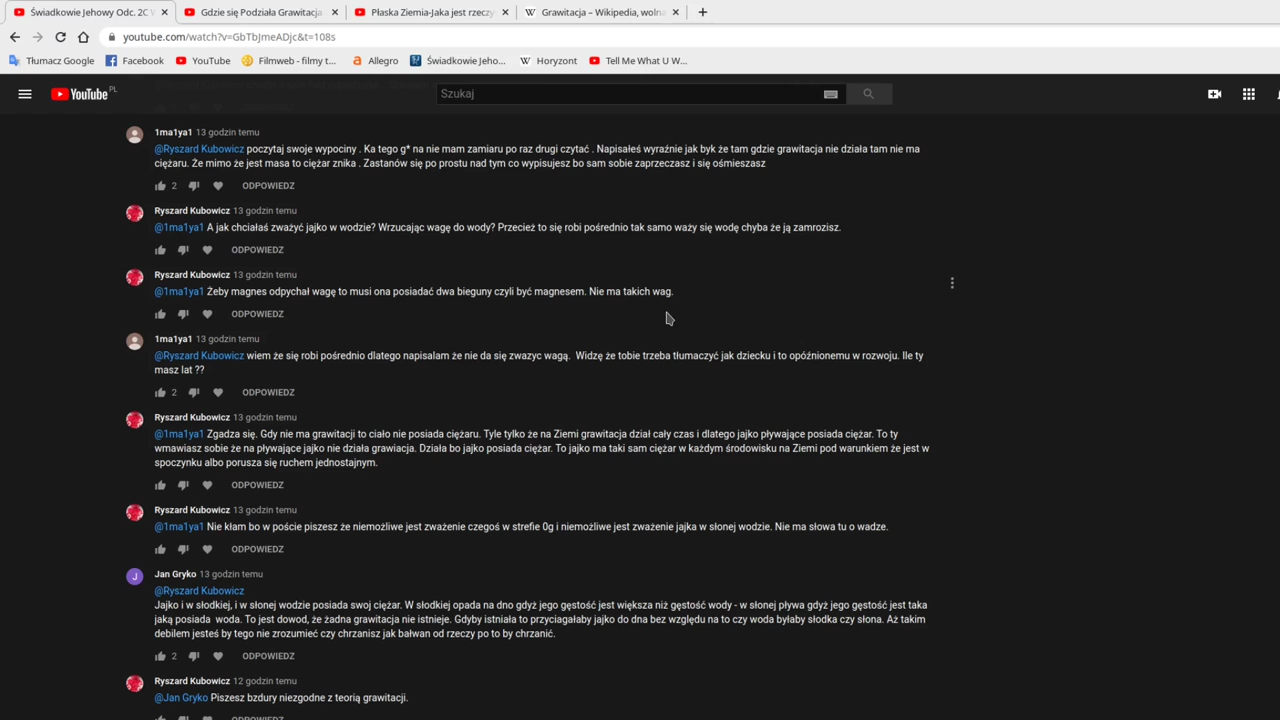 Świadkowie Jehowy Odc. 2C W
Gdzie się Podziała Grawitacja
Płaska Ziemia-Jaka jest rzeczy
Grawitacja – Wikipedia, wolna
youtube.com/watch?v=GbTbJmeADjc&t=108s
Tłumacz Google
Facebook
YouTube
Filmweb - filmy t...
Allegro
Świadkowie Jeho...
Horyzont
Tell Me What U W...
YouTube PL
Szukaj
1ma1ya1 13 godzin temu
@Ryszard Kubowicz poczytaj swoje wypociny . Ka tego g* na nie mam zamiaru po raz drugi czytać . Napisałeś wyraźnie jak byk że tam gdzie grawitacja nie działa tam nie ma
ciężaru. Że mimo że jest masa to ciężar znika . Zastanów się po prostu nad tym co wypisujesz bo sam sobie zaprzeczasz i się ośmieszasz
2 ODPOWIEDZ
Ryszard Kubowicz 13 godzin temu
@1ma1ya1 A jak chciałaś zważyć jajko w wodzie? Wrzucając wagę do wody? Przecież to się robi pośrednio tak samo waży się wodę chyba że ją zamrozisz.
ODPOWIEDZ
Ryszard Kubowicz 13 godzin temu
@1ma1ya1 Żeby magnes odpychał wagę to musi ona posiadać dwa bieguny czyli być magnesem. Nie ma takich wag.
ODPOWIEDZ
1ma1ya1 13 godzin temu
@Ryszard Kubowicz wiem że się robi pośrednio dlatego napisalam że nie da się zwazyc wagą.  Widzę że tobie trzeba tłumaczyć jak dziecku i to opóźnionemu w rozwoju. Ile ty
masz lat ??
2 ODPOWIEDZ
Ryszard Kubowicz 13 godzin temu
@1ma1ya1 Zgadza się. Gdy nie ma grawitacji to ciało nie posiada ciężaru. Tyle tylko że na Ziemi grawitacja dział cały czas i dlatego jajko pływające posiada ciężar. To ty
wmawiasz sobie że na pływające jajko nie działa grawiacja. Działa bo jajko posiada ciężar. To jajko ma taki sam ciężar w każdym środowisku na Ziemi pod warunkiem że jest w
spoczynku albo porusza się ruchem jednostajnym.
ODPOWIEDZ
Ryszard Kubowicz 13 godzin temu
@1ma1ya1 Nie kłam bo w poście piszesz że niemożliwe jest zważenie czegoś w strefie 0g i niemożliwe jest zważenie jajka w słonej wodzie. Nie ma słowa tu o wadze.
ODPOWIEDZ
J
Jan Gryko 13 godzin temu
@Ryszard Kubowicz
Jajko i w słodkiej, i w słonej wodzie posiada swoj ciężar. W słodkiej opada na dno gdyż jego gęstość jest większa niż gęstość wody - w słonej pływa gdyż jego gęstość jest taka
jaką posiada  woda. To jest dowod, że żadna grawitacja nie istnieje. Gdyby istniała to przyciągałaby jajko do dna bez względu na to czy woda byłaby słodka czy słona. Aż takim
debilem jesteś by tego nie zrozumieć czy chrzanisz jak bałwan od rzeczy po to by chrzanić.
2 ODPOWIEDZ
Ryszard Kubowicz 12 godzin temu
@Jan Gryko Piszesz bzdury niezgodne z teorią grawitacji.